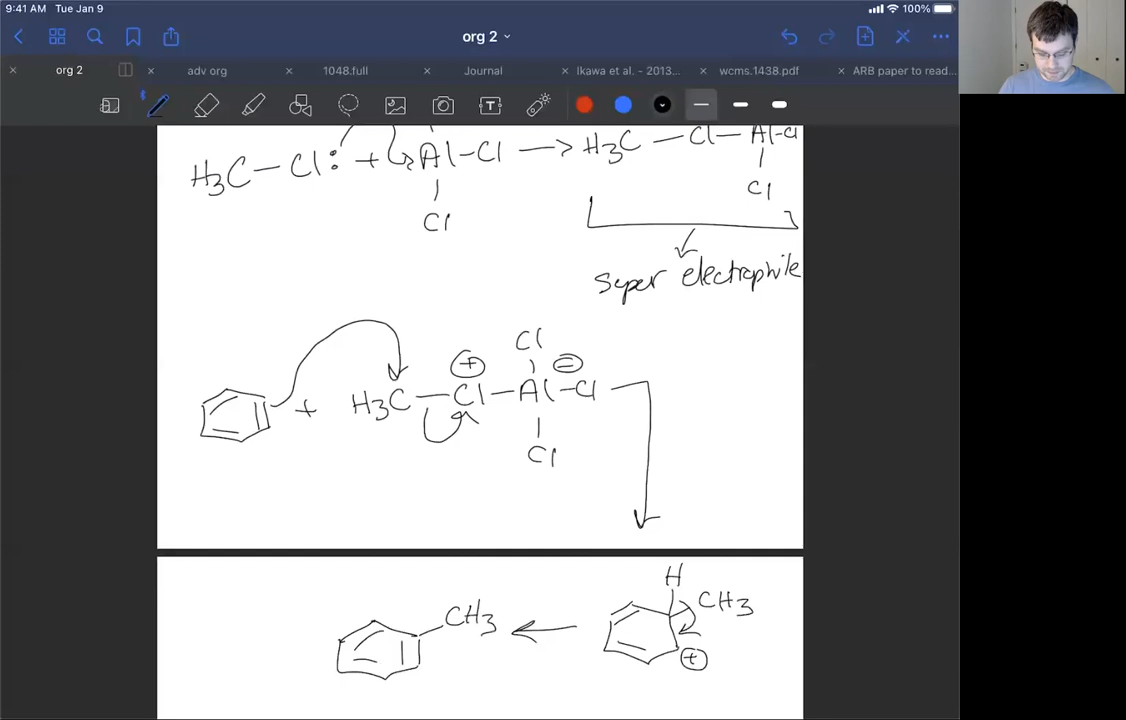 9:41 AM Tue Jan 9
100%
org 2
org 2
adv org
1048.full
Journal
Ikawa et al. - 2013...
wcms.1438.pdf
ARB paper to read...
T
H3C — Cl: + Al-Cl → H3C — Cl — Al-Cl
Cl
Cl
super electrophile
Cl
+ H3C — Cl — Al - Cl
⊕ ⊖
Cl
H
CH3
CH3
⊕